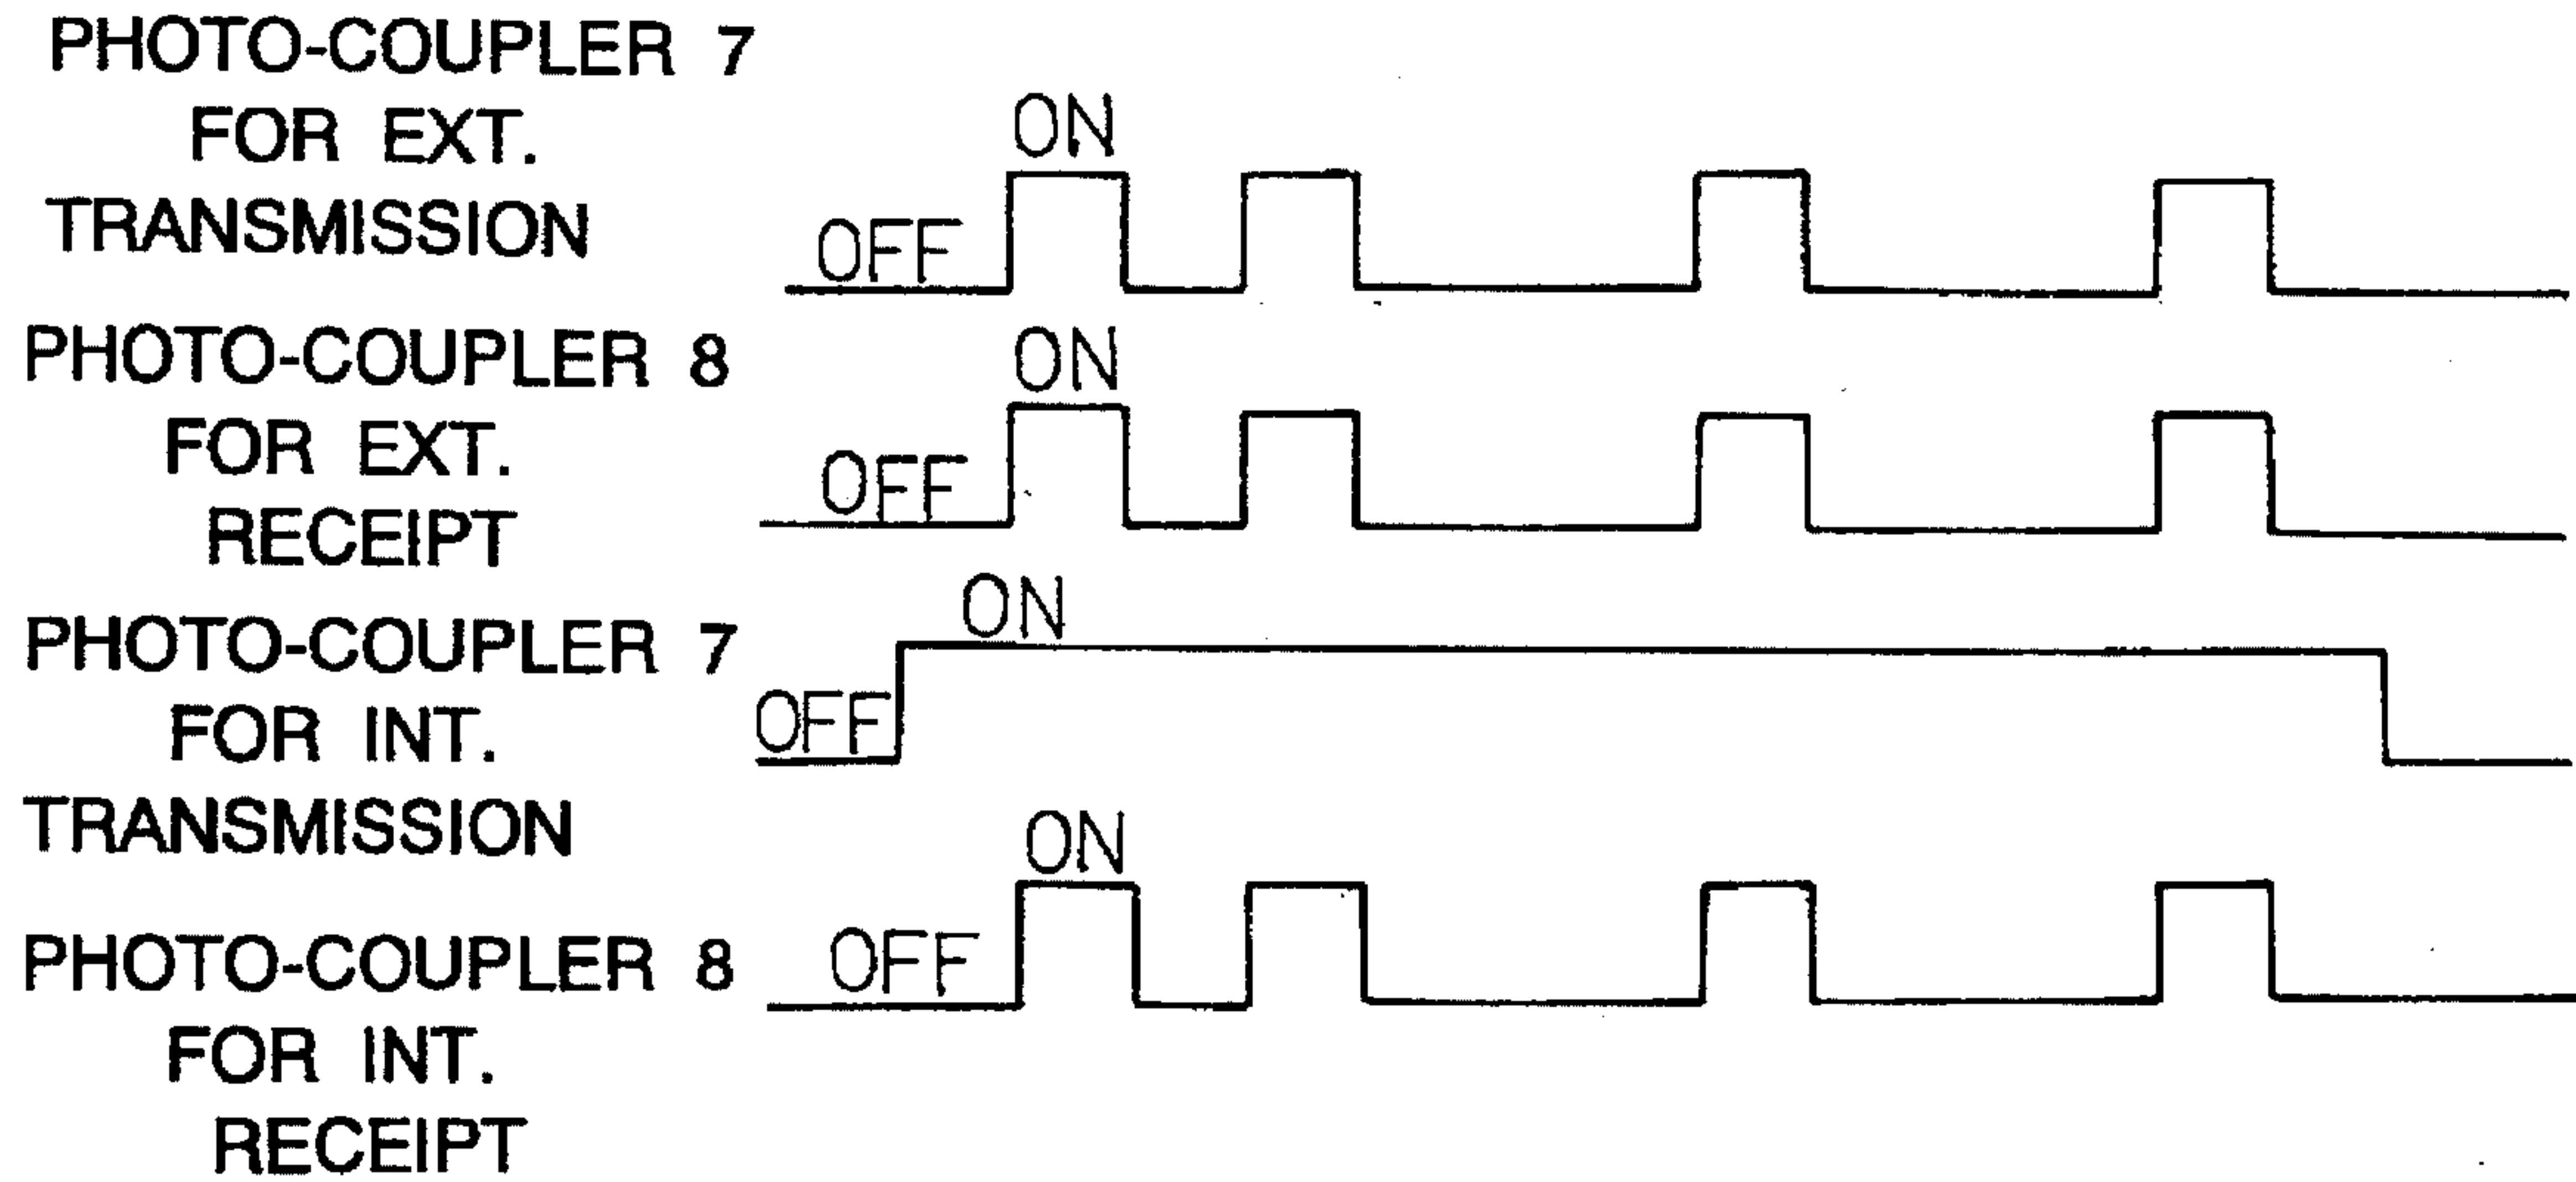 PHOTO-COUPLER 7
FOR EXT.
TRANSMISSION
ON
OFF
PHOTO-COUPLER 8
FOR EXT.
RECEIPT
ON
OFF
PHOTO-COUPLER 7
FOR INT.
TRANSMISSION
ON
OFF
PHOTO-COUPLER 8
FOR INT.
RECEIPT
ON
OFF